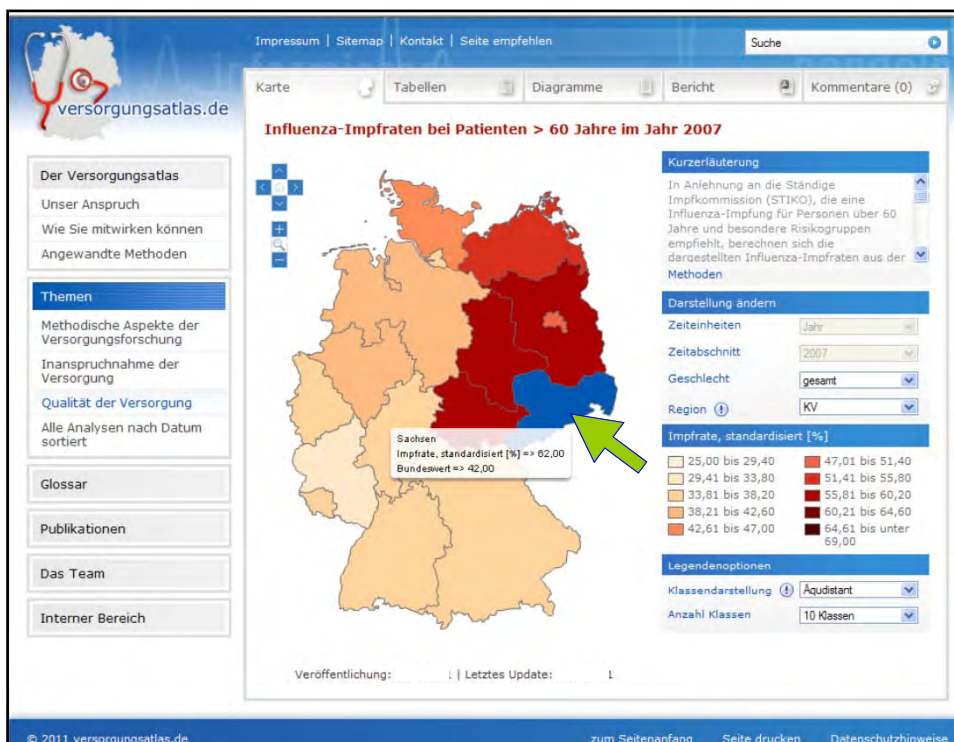 Impressum | Sitemap | Kontakt | Seite empfehlen
Suche
versorgungsatlas.de
Karte
Tabellen
Diagramme
Bericht
Kommentare (0)
Influenza-Impfraten bei Patienten > 60 Jahre im Jahr 2007
Der Versorgungsatlas
Unser Anspruch
Wie Sie mitwirken können
Angewandte Methoden
Themen
Methodische Aspekte der
Versorgungsforschung
Inanspruchnahme der
Versorgung
Qualität der Versorgung
Alle Analysen nach Datum
sortiert
Glossar
Publikationen
Das Team
Interner Bereich
Sachsen
Impfrate, standardisiert [%] => 62,00
Bundeswert => 42,00
Kurzerläuterung
In Anlehnung an die Ständige
Impfkommission (STIKO), die eine
Influenza-Impfung für Personen über 60
Jahre und besondere Risikogruppen
empfiehlt, berechnen sich die
dargestellten Influenza-Impfraten aus der
Methoden
Darstellung ändern
Zeiteinheiten Jahr
Zeitabschnitt 2007
Geschlecht gesamt
Region KV
Impfrate, standardisiert [%]
25,00 bis 29,40
29,41 bis 33,80
33,81 bis 38,20
38,21 bis 42,60
42,61 bis 47,00
47,01 bis 51,40
51,41 bis 55,80
55,81 bis 60,20
60,21 bis 64,60
64,61 bis unter
69,00
Legendenoptionen
Klassendarstellung Äquidistant
Anzahl Klassen 10 Klassen
Veröffentlichung: | Letztes Update: 1
© 2011 versorgungsatlas.de
zum Seitenanfang Seite drucken Datenschutzhinweise